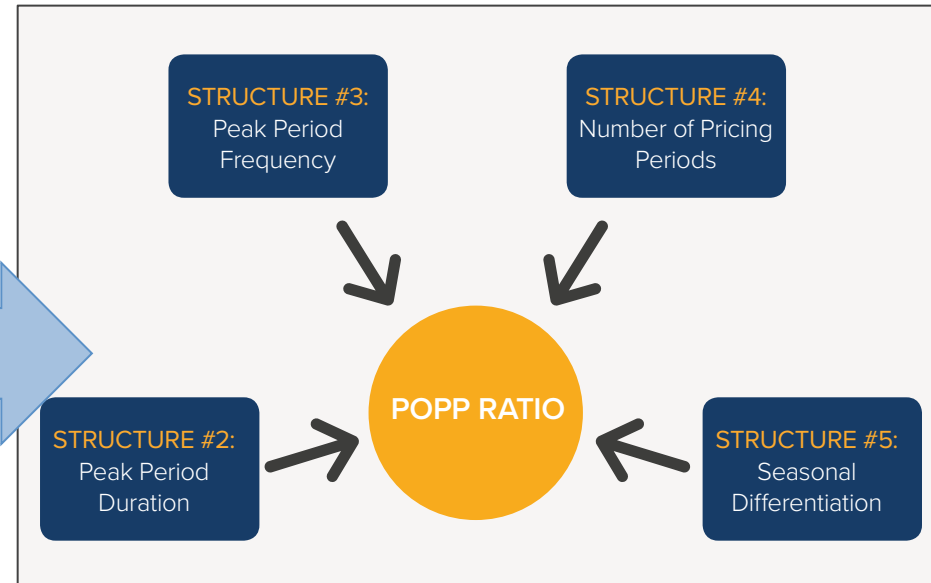 STRUCTURE #3:
Peak Period
Frequency
STRUCTURE #4:
Number of Pricing
Periods
POPP RATIO
STRUCTURE #2:
Peak Period
Duration
STRUCTURE #5:
Seasonal
Differentiation